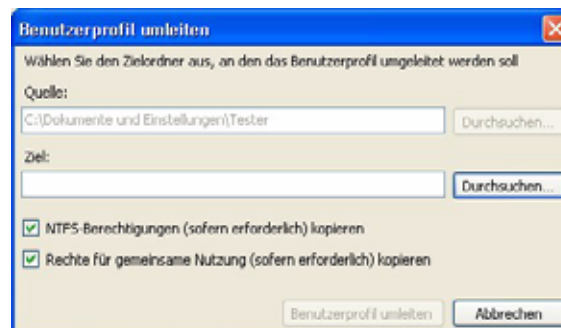 Benutzerprofil umleiten
Wählen Sie den Zielordner aus, an den das Benutzerprofil umgeleitet werden soll
Quelle:
C:\Dokumente und Einstellungen\Tester
Durchsuchen...
Ziel:
Durchsuchen...
NTFS-Berechtigungen (sofern erforderlich) kopieren
Rechte für gemeinsame Nutzung (sofern erforderlich) kopieren
Benutzerprofil umleiten Abbrechen